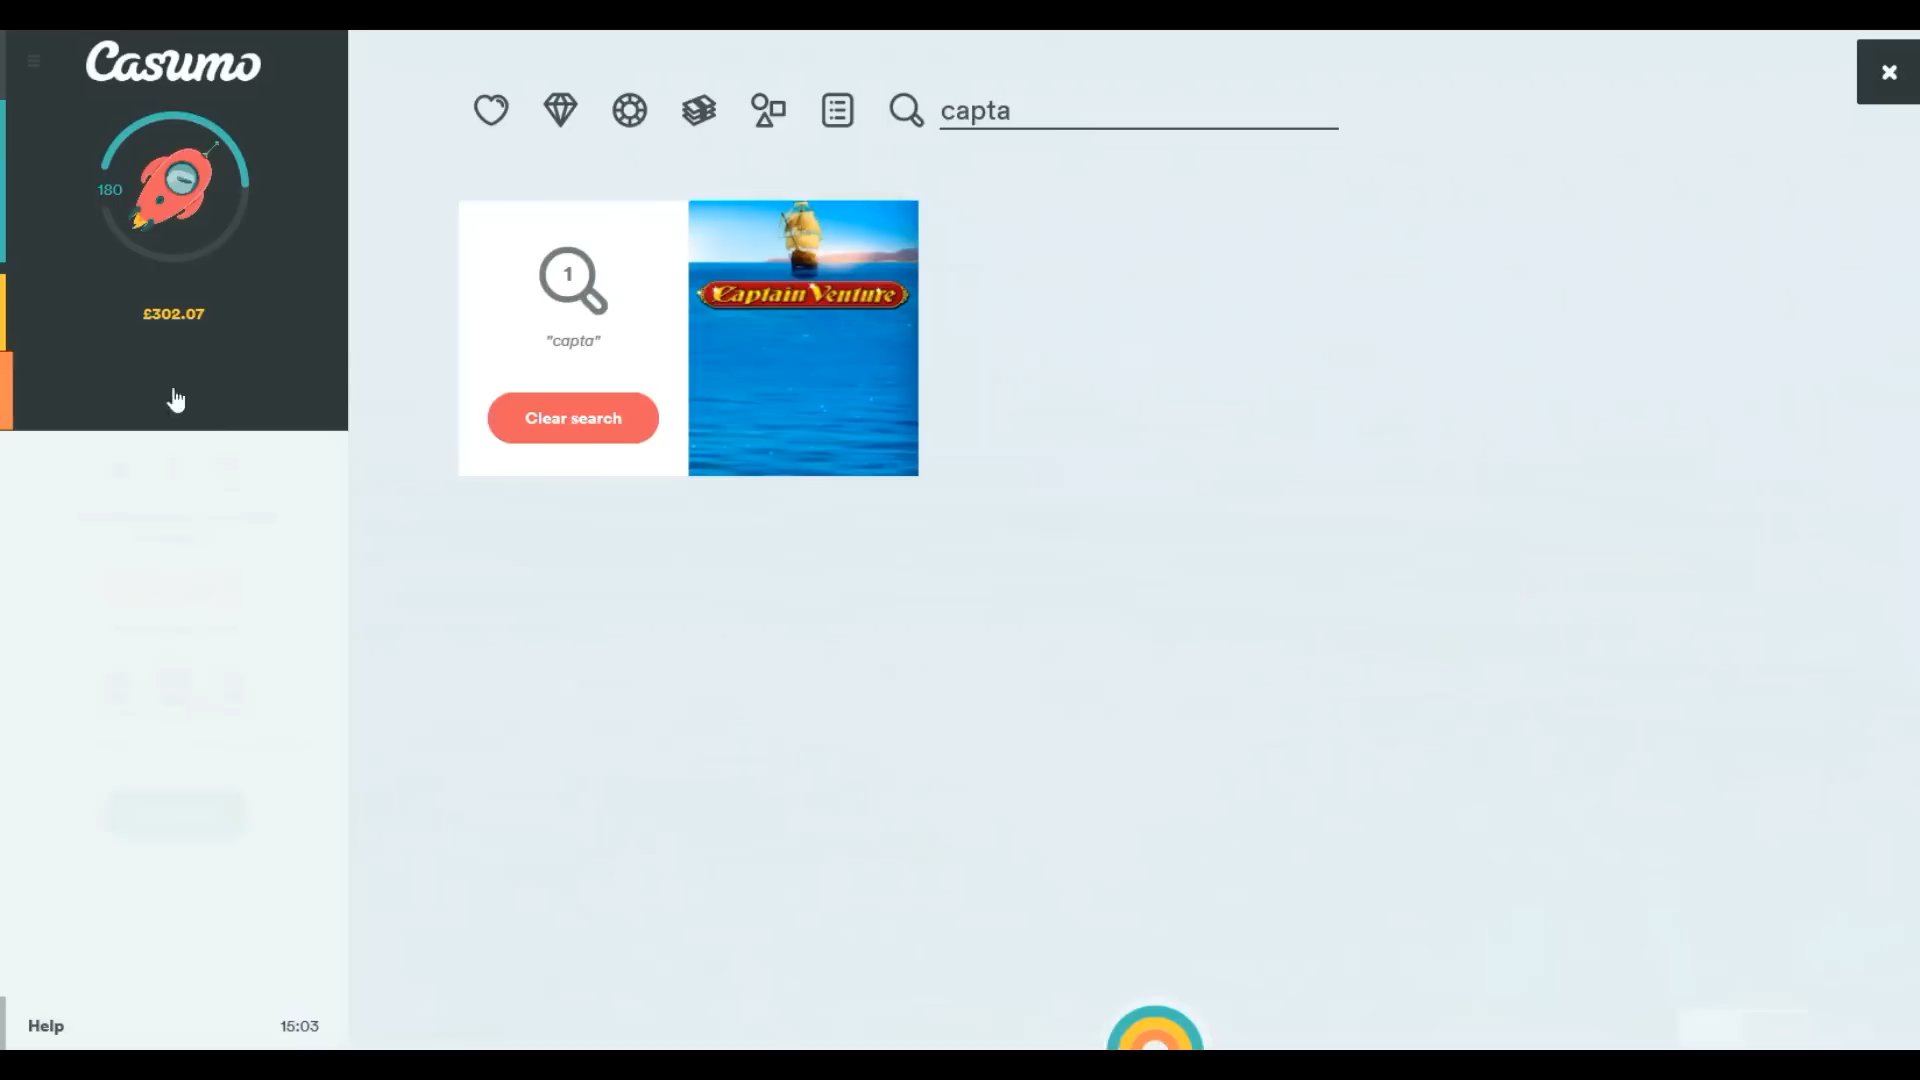 Casumo
capta
180
1
Captain Venture
£302.07
"capta"
Clear search
Help
15:03